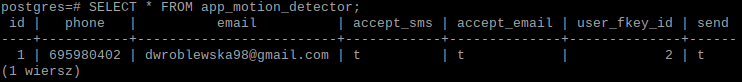 postgres=# SELECT * FROM app_motion_detector;
 id |   phone   |          email          | accept_sms | accept_email | user_fkey_id | send
----+-----------+-------------------------+------------+--------------+--------------+------
  1 | 695980402 | dwroblewska98@gmail.com | t          | t            |            2 | t
(1 wiersz)